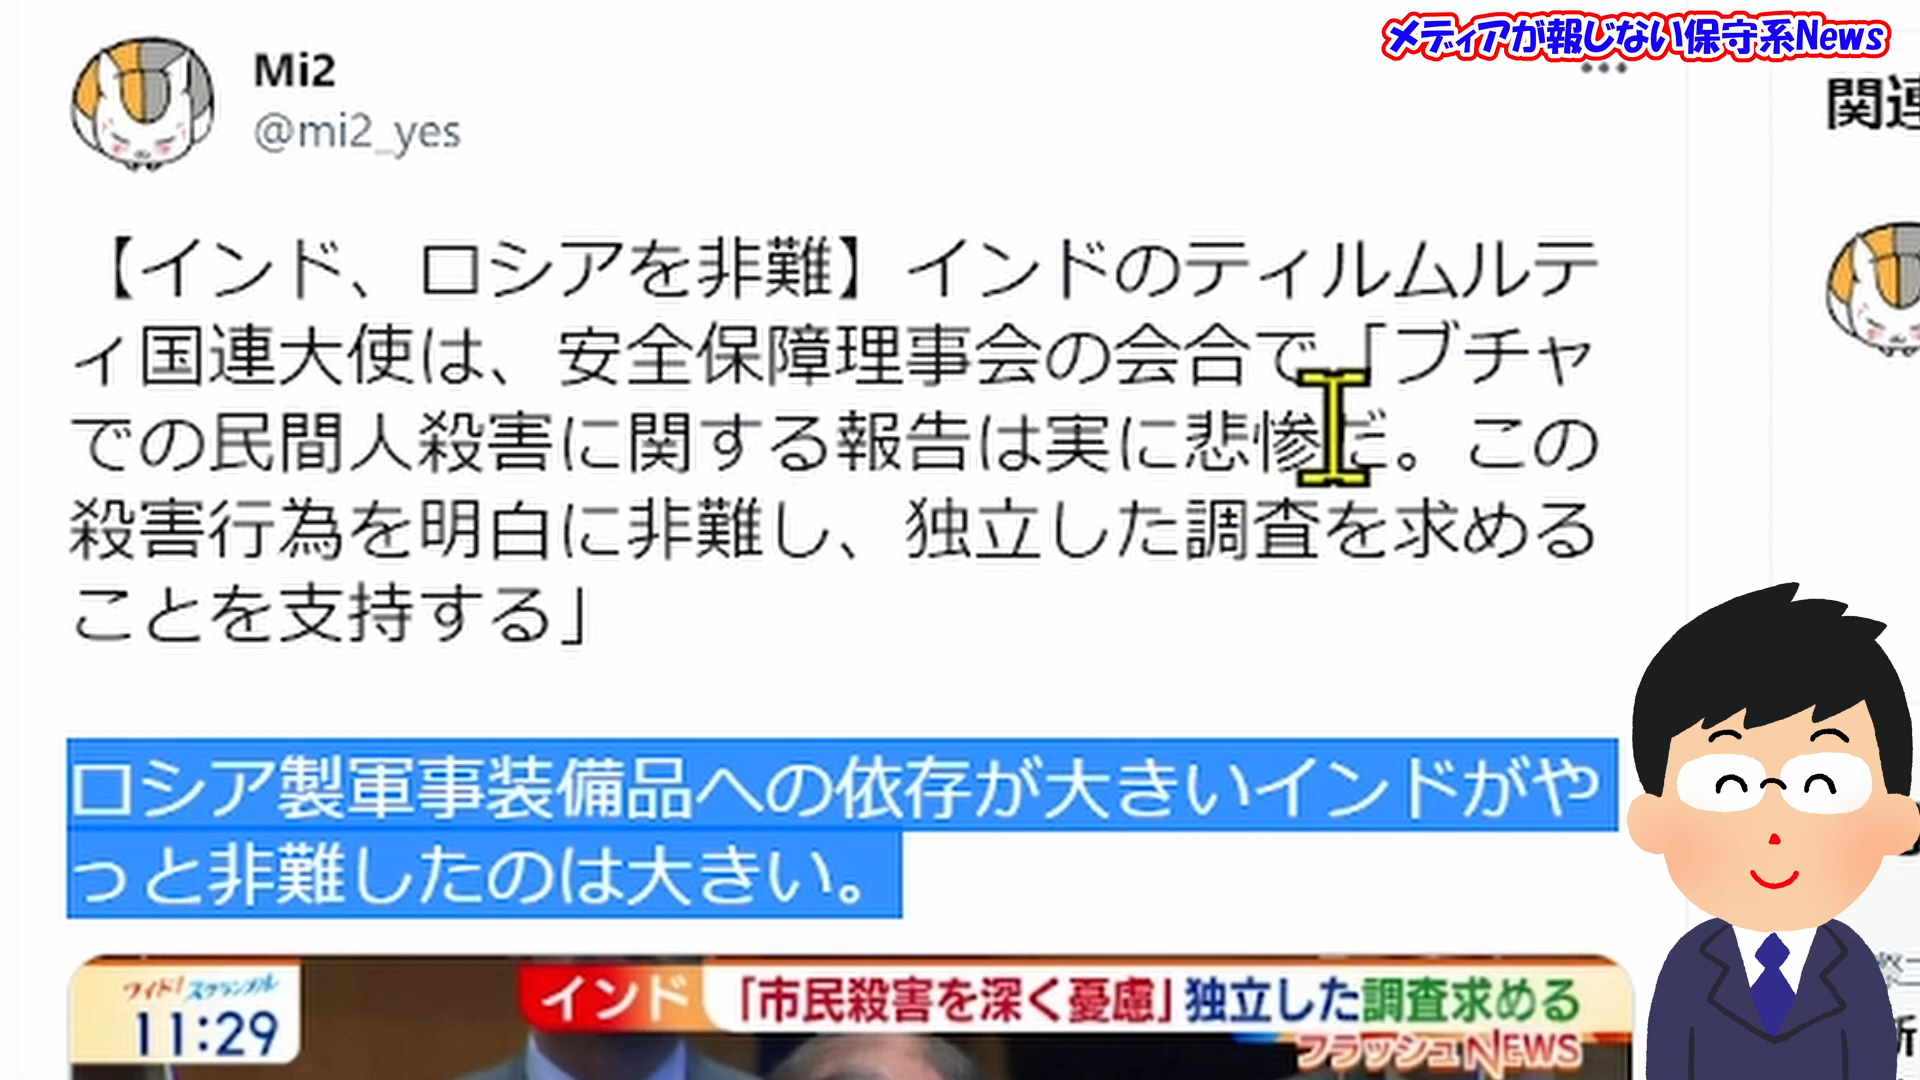 メディアが報じない保守系News
Mi2
@mi2_yes
関連
【インド、ロシアを非難】インドのティルムルテ
ィ国連大使は、安全保障理事会の会合で「ブチャ
での民間人殺害に関する報告は実に悲惨だ。この
殺害行為を明白に非難し、独立した調査を求める
ことを支持する」
ロシア製軍事装備品への依存が大きいインドがや
っと非難したのは大きい。
ワイド!スクランブル
11:29
インド 「市民殺害を深く憂慮」独立した調査求める
フラッシュNEWS